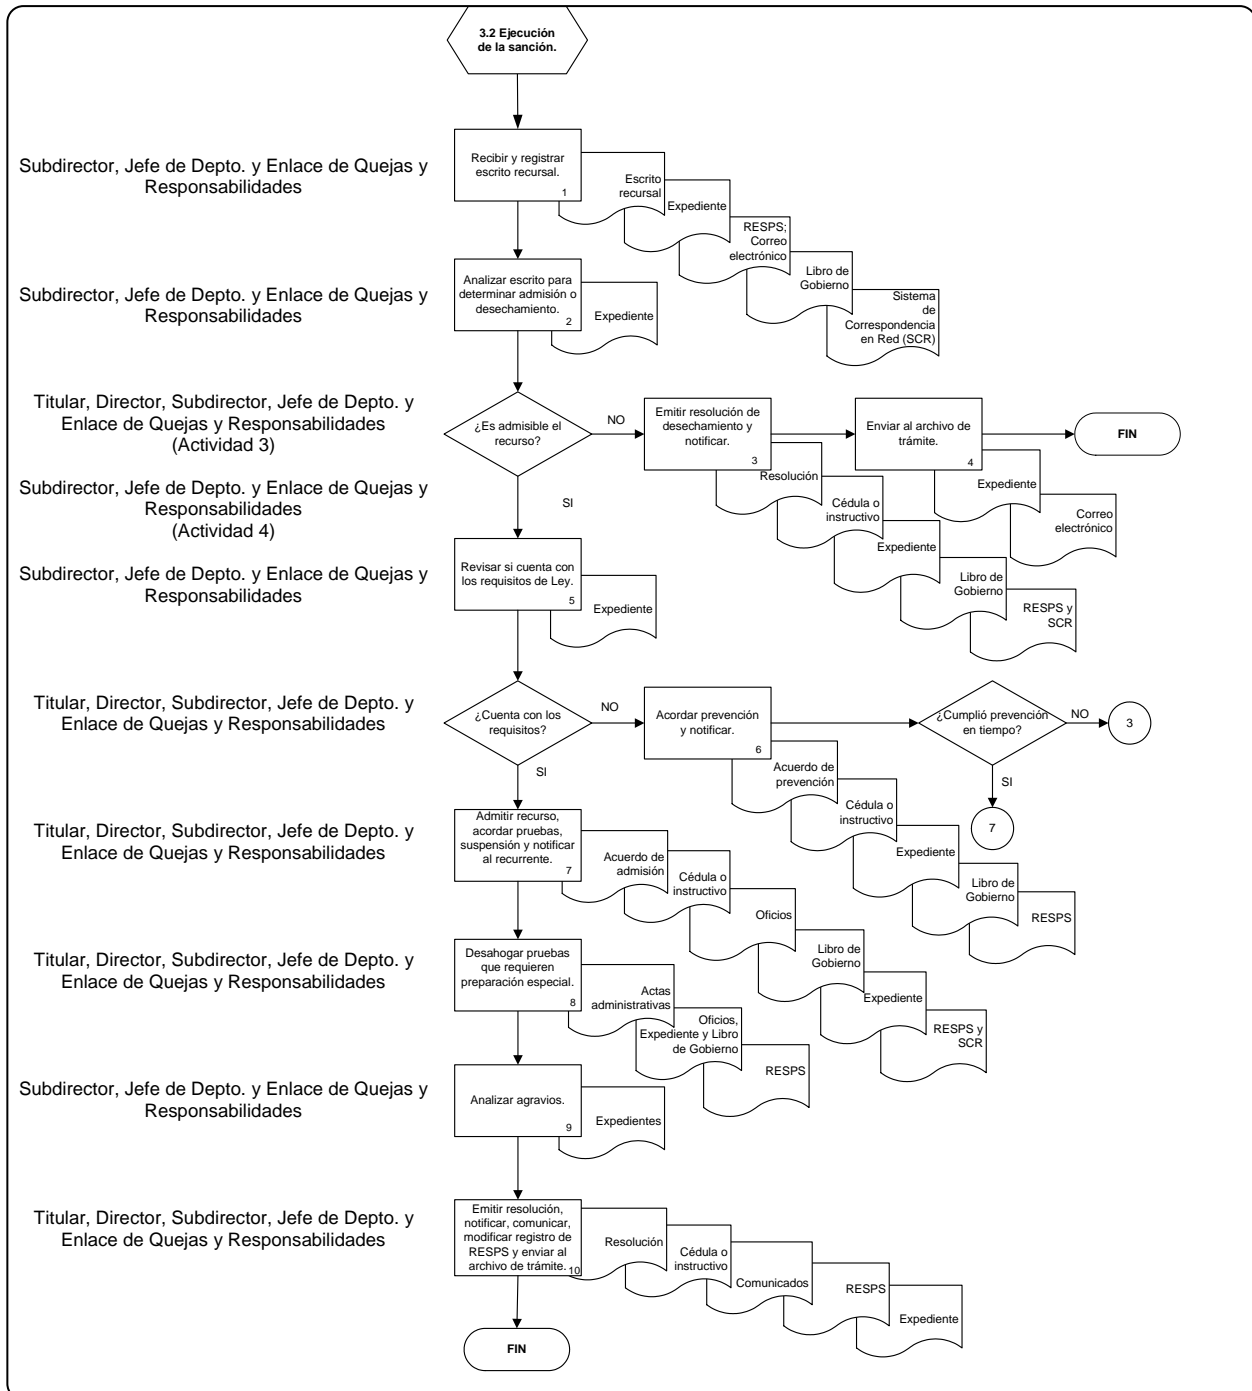 3.2 Ejecución
de la sanción.
Subdirector, Jefe de Depto. y Enlace de Quejas y
Responsabilidades
Recibir y registrar
escrito recursal.
1
Escrito
recursal
Expediente
RESPS;
Correo
electrónico
Libro de
Gobierno
Sistema
de
Correspondencia
en Red (SCR)
Subdirector, Jefe de Depto. y Enlace de Quejas y
Responsabilidades
Analizar escrito para
determinar admisión o
desechamiento.
2
Expediente
Titular, Director, Subdirector, Jefe de Depto. y
Enlace de Quejas y Responsabilidades
(Actividad 3)
Subdirector, Jefe de Depto. y Enlace de Quejas y
Responsabilidades
(Actividad 4)
¿Es admisible el
recurso?
NO
SI
Emitir resolución de
desechamiento y
notificar.
3
Resolución
Cédula o
instructivo
Expediente
Libro de
Gobierno
RESPS y
SCR
Enviar al archivo de
trámite.
4
Expediente
Correo
electrónico
FIN
Subdirector, Jefe de Depto. y Enlace de Quejas y
Responsabilidades
Revisar si cuenta con
los requisitos de Ley.
5
Expediente
Titular, Director, Subdirector, Jefe de Depto. y
Enlace de Quejas y Responsabilidades
¿Cuenta con los
requisitos?
NO
SI
Acordar prevención
y notificar.
6
Acuerdo de
prevención
Cédula o
instructivo
Expediente
Libro de
Gobierno
RESPS
¿Cumplió prevención
en tiempo?
NO
3
SI
7
Titular, Director, Subdirector, Jefe de Depto. y
Enlace de Quejas y Responsabilidades
Admitir recurso,
acordar pruebas,
suspensión y notificar
al recurrente.
7
Acuerdo de
admisión
Cédula o
instructivo
Oficios
Libro de
Gobierno
Expediente
RESPS y
SCR
Titular, Director, Subdirector, Jefe de Depto. y
Enlace de Quejas y Responsabilidades
Desahogar pruebas
que requieren
preparación especial.
8
Actas
administrativas
Oficios,
Expediente y Libro
de Gobierno
RESPS
Subdirector, Jefe de Depto. y Enlace de Quejas y
Responsabilidades
Analizar agravios.
9
Expedientes
Titular, Director, Subdirector, Jefe de Depto. y
Enlace de Quejas y Responsabilidades
Emitir resolución,
notificar, comunicar,
modificar registro de
RESPS y enviar al
archivo de trámite.
10
Resolución
Cédula o
instructivo
Comunicados
RESPS
Expediente
FIN